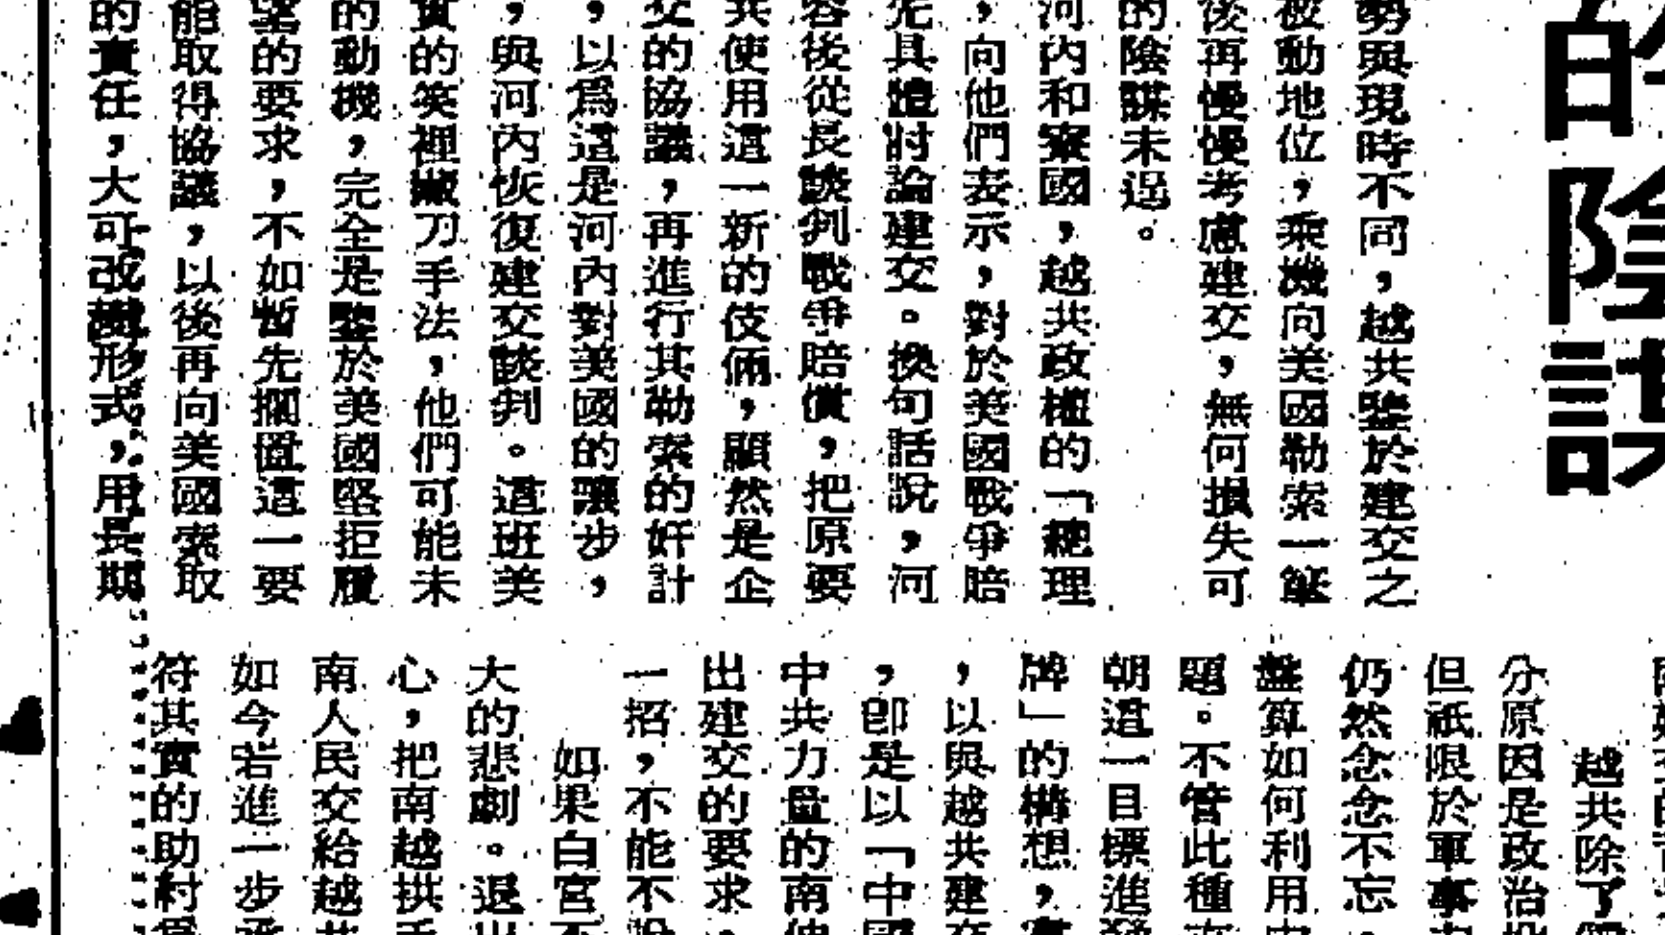 的陰謀
勢與現時不同，越共鑒於建交之
被動地位，乘機向美國勒索一筆
後再慢慢考慮建交，無何損失可
的陰謀未逞。
河內和寮國，越共政權的「總理
，向他們表示，對於美國戰爭賠
先具體討論建交。換句話說，河
容後從長談判戰爭賠償，把原要
共使用這一新的伎倆，顯然是企
交的協議，再進行其勒索的奸計
，以爲這是河內對美國的讓步，
，與河內恢復建交談判。這班美
實的笑裡藏刀手法，他們可能未
的動機，完全是鑒於美國堅拒履
望的要求，不如暫先擱置這一要
能取得協議，以後再向美國索取
的責任，大可改變形式，用長期
越共除了
分原因是政治
但祇限於軍事
仍然念念不忘
盤算如何利用
題。不管此種
朝這一目標進發
牌」的構想，
，以與越共建交
，卽是以「中國
中共力量的南
出建交的要求，
一招，不能不說
如果白宮不
大的悲劇。退出
心，把南越拱手
南人民交給越共
如今若進一步
符其實的助紂爲